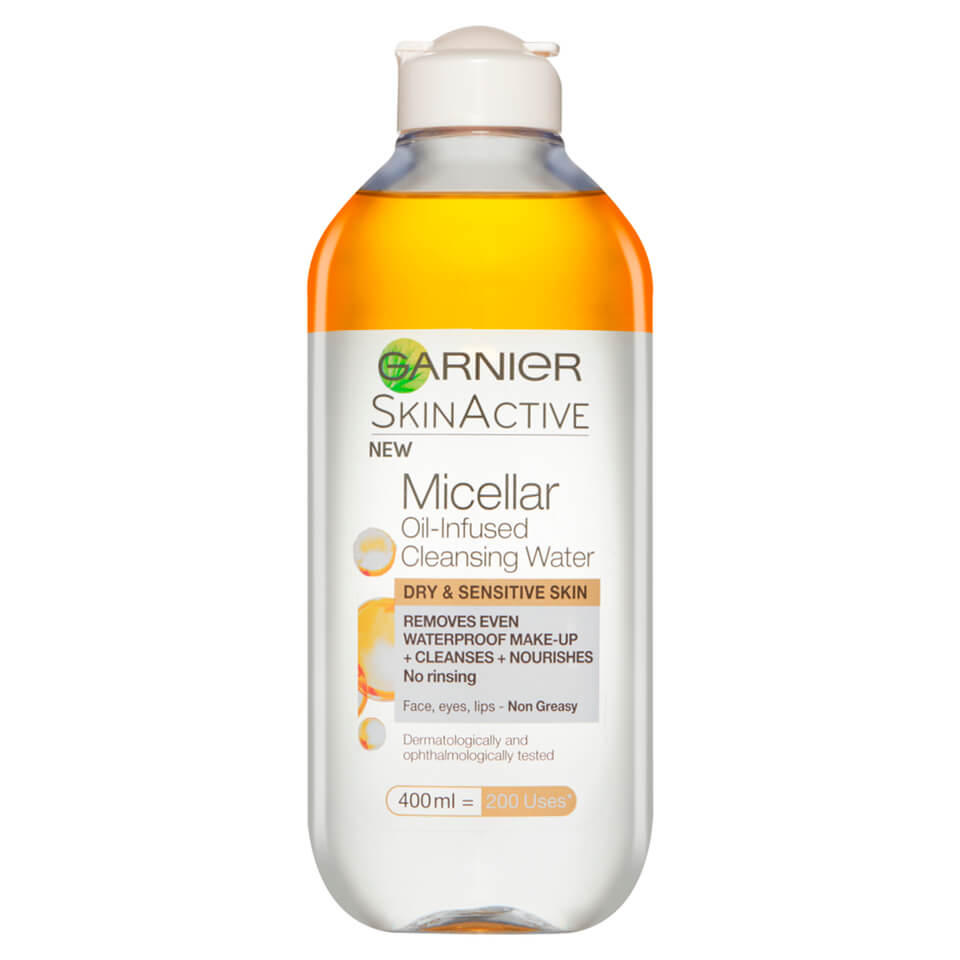 GARNIER
SKINACTIVE
NEW
Micellar
Oil-Infused
Cleansing Water
DRY & SENSITIVE SKIN
REMOVES EVEN
WATERPROOF MAKE-UP
+ CLEANSES + NOURISHES
No rinsing
Face, eyes, lips - Non Greasy
Dermatologically and
ophthalmologically tested
400ml = 200 Uses*